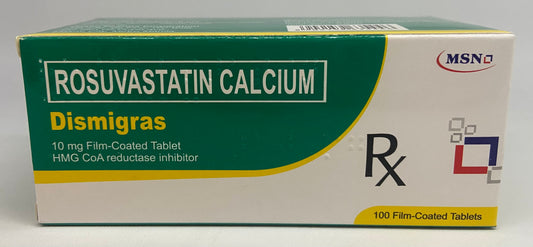 MSN
ROSUVASTATIN CALCIUM
Dismigras
10 mg Film-Coated Tablet
HMG CoA reductase inhibitor
Rx
100 Film-Coated Tablets